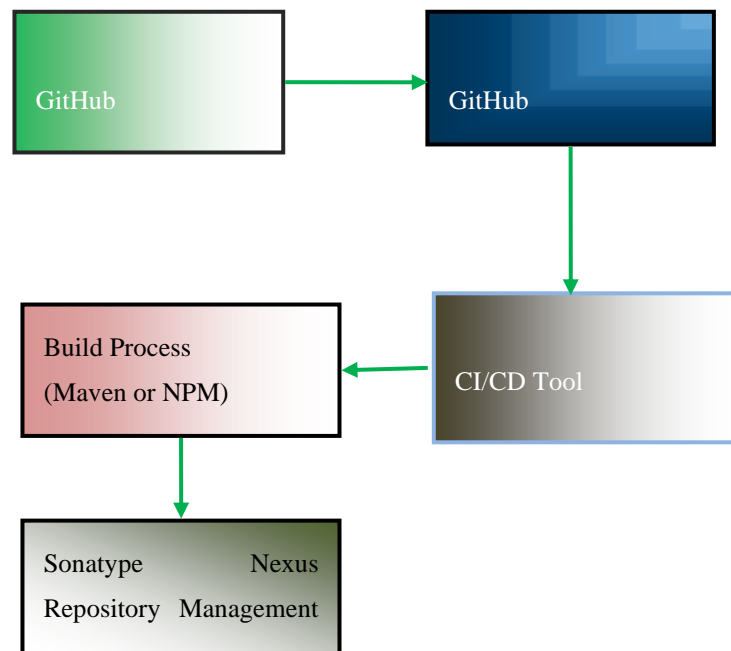 GitHub
GitHub
Build Process
(Maven or NPM)
CI/CD Tool
Sonatype Nexus
Repository Management